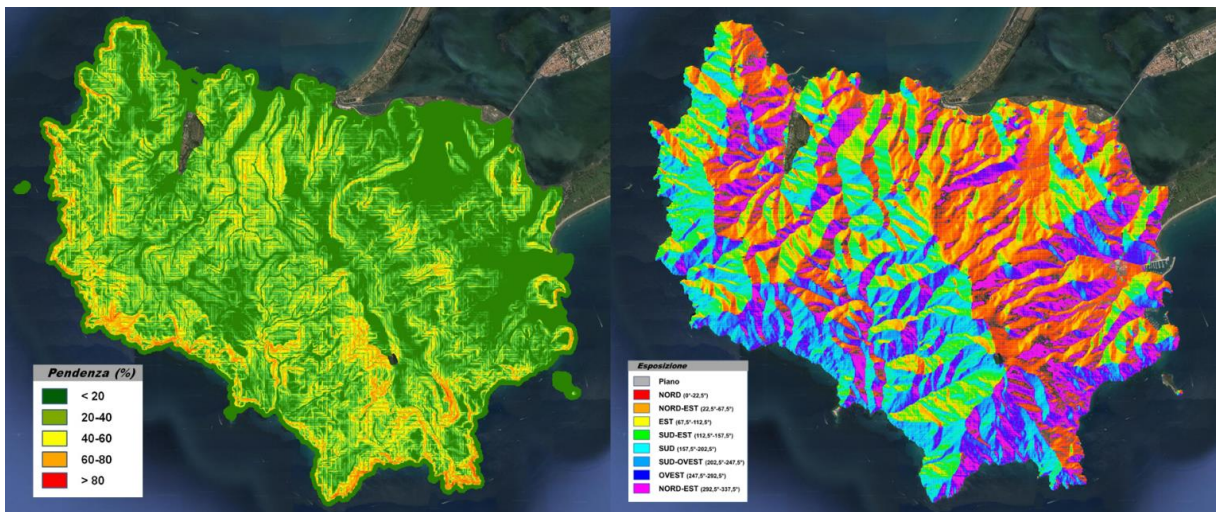 Pendenza (%)
< 20
20-40
40-60
60-80
> 80
Esposizione
Piano
NORD (0°-22,5°)
NORD-EST (22,5°-67,5°)
EST (67,5°-112,5°)
SUD-EST (112,5°-157,5°)
SUD (157,5°-202,5°)
SUD-OVEST (202,5°-247,5°)
OVEST (247,5°-292,5°)
NORD-EST (292,5°-337,5°)